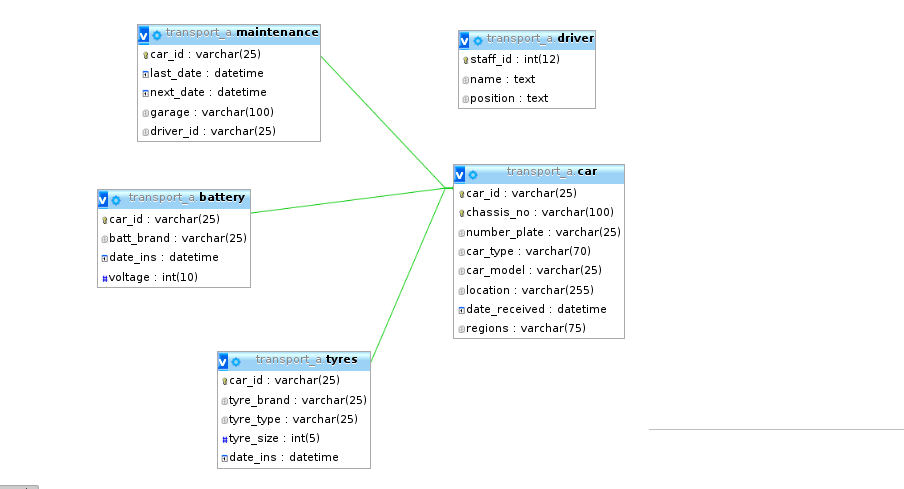 transport_a.maintenance
car_id : varchar(25)
last_date : datetime
next_date : datetime
garage : varchar(100)
driver_id : varchar(25)
transport_a.driver
staff_id : int(12)
name : text
position : text
transport_a.battery
car_id : varchar(25)
batt_brand : varchar(25)
date_ins : datetime
voltage : int(10)
transport_a.car
car_id : varchar(25)
chassis_no : varchar(100)
number_plate : varchar(25)
car_type : varchar(70)
car_model : varchar(25)
location : varchar(255)
date_received : datetime
regions : varchar(75)
transport_a.tyres
car_id : varchar(25)
tyre_brand : varchar(25)
tyre_type : varchar(25)
tyre_size : int(5)
date_ins : datetime